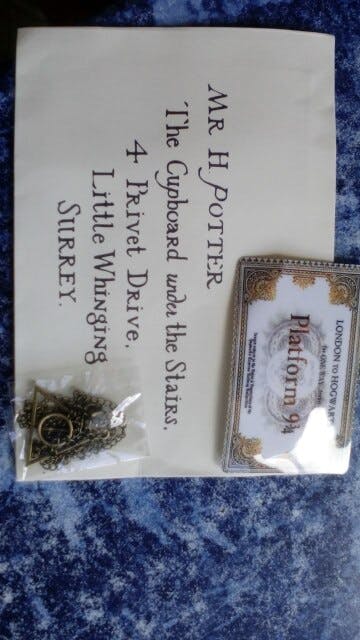 MR H POTTER
The Cupboard under the Stairs,
4 Privet Drive,
Little Whinging
SURREY.
LONDON TO HOGWARTS
Platform 9¾